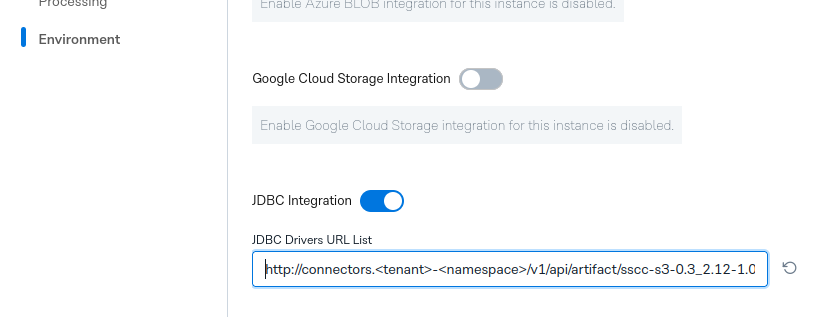 Processing
Enable Azure BLOB integration for this instance is disabled.
Environment
Google Cloud Storage Integration
Enable Google Cloud Storage integration for this instance is disabled.
JDBC Integration
JDBC Drivers URL List
http://connectors.<tenant>-<namespace>/v1/api/artifact/sscc-s3-0.3_2.12-1.0